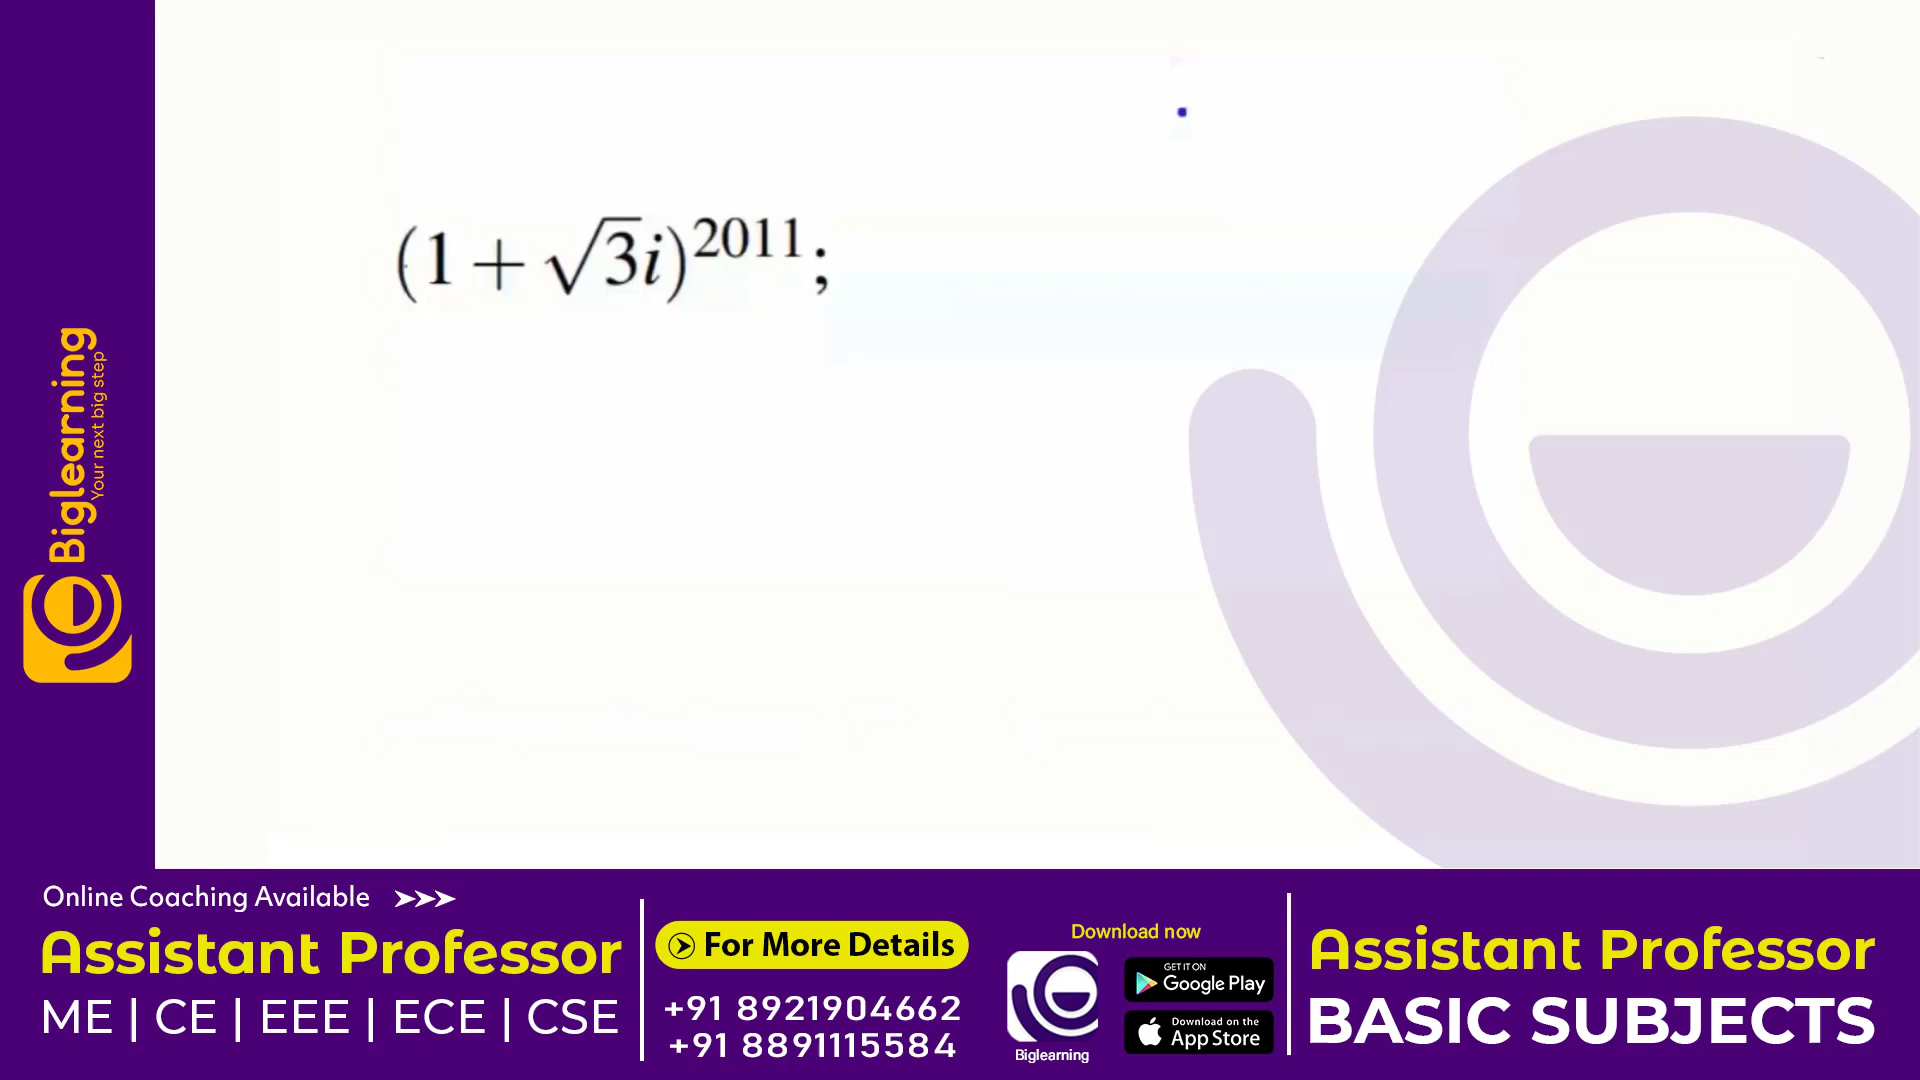 (1 + √3i)^2011;
Biglearning
Your next big step
Online Coaching Available
Assistant Professor
ME | CE | EEE | ECE | CSE
For More Details
+91 8921904662
+91 8891115584
Download now
Biglearning
GET IT ON
Google Play
Download on the
App Store
Assistant Professor
BASIC SUBJECTS